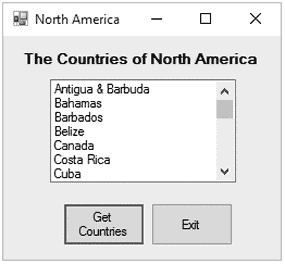 North America
The Countries of North America
Antigua & Barbuda
Bahamas
Barbados
Belize
Canada
Costa Rica
Cuba
Get
Countries
Exit